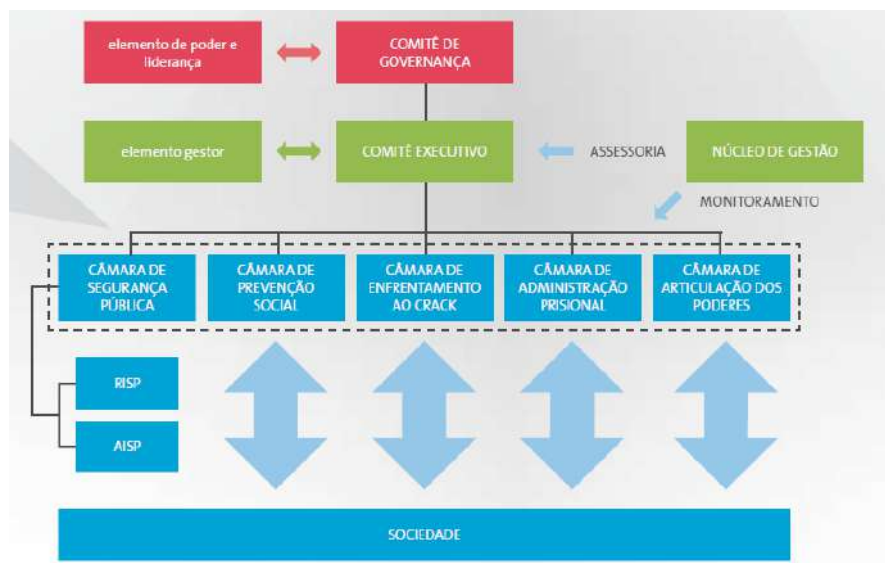 elemento de poder e
liderança
COMITÊ DE
GOVERNANÇA
elemento gestor
COMITÊ EXECUTIVO
ASSESSORIA
NÚCLEO DE GESTÃO
MONITORAMENTO
CÂMARA DE
SEGURANÇA
PÚBLICA
CÂMARA DE
PREVENÇÃO
SOCIAL
CÂMARA DE
ENFRENTAMENTO
AO CRACK
CÂMARA DE
ADMINISTRAÇÃO
PRISIONAL
CÂMARA DE
ARTICULAÇÃO DOS
PODERES
RISP
AISP
SOCIEDADE